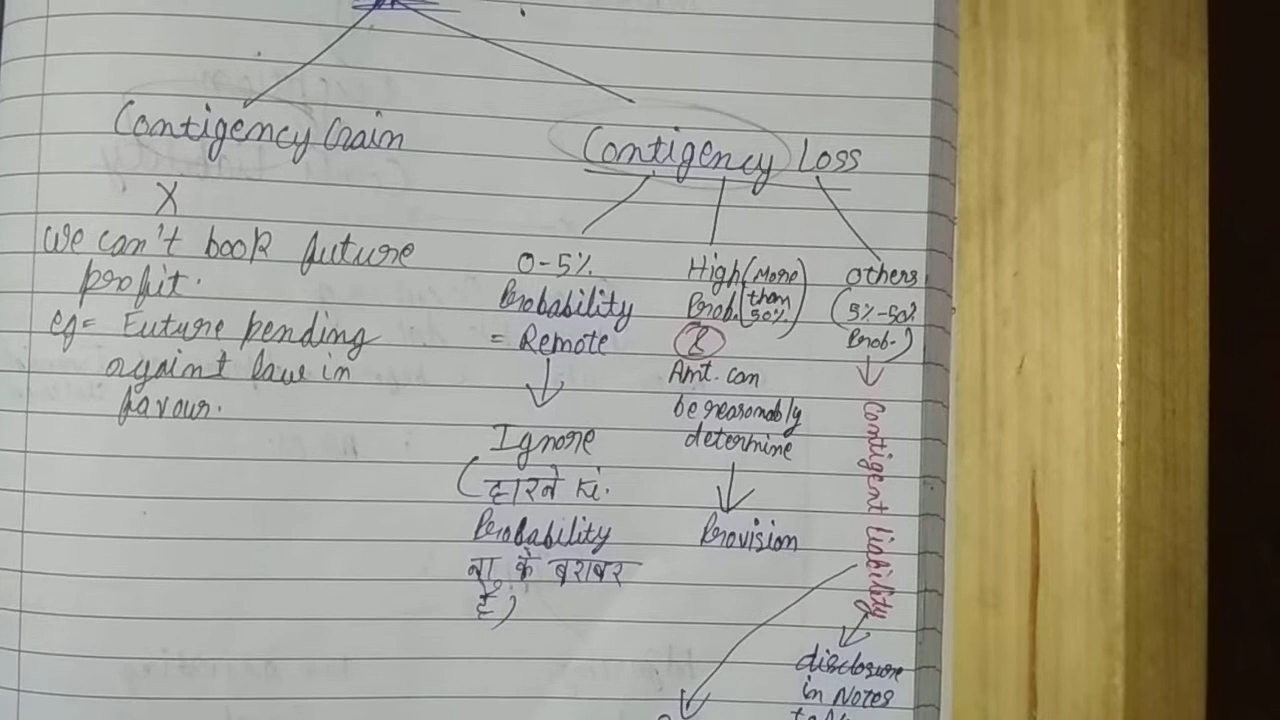 Contigency Gain
X
We can't book future
profit.
eg = Future pending
againt law in
favour.
Contigency Loss
0-5%
Probability
= Remote
Ignore
(हारने ki.
Probability
ना के बराबर
है)
High (More
Prob. than
50%)
&
Amt. can
be reasonably
determine
Provision
others
(5%-50%
Prob.)
Contigent liability
disclosure
in Notes